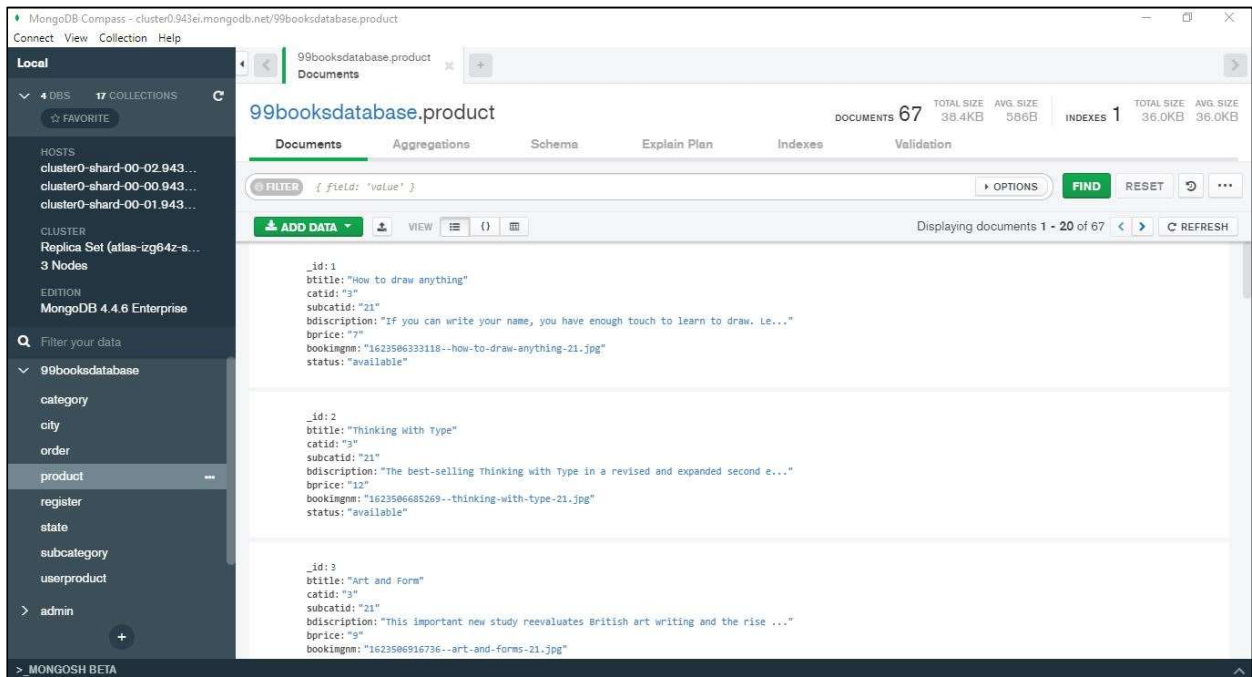 MongoDB Compass - cluster0.943ei.mongodb.net/99booksdatabase.product
Connect View Collection Help
Local
4 DBS 17 COLLECTIONS
FAVORITE
HOSTS
cluster0-shard-00-02.943...
cluster0-shard-00-00.943...
cluster0-shard-00-01.943...
CLUSTER
Replica Set (atlas-izg64z-s...
3 Nodes
EDITION
MongoDB 4.4.6 Enterprise
Filter your data
99booksdatabase
category
city
order
product
register
state
subcategory
userproduct
admin
>_MONGOSH BETA
99booksdatabase.product
Documents
99booksdatabase.product
DOCUMENTS 67 TOTAL SIZE 38.4KB AVG. SIZE 586B INDEXES 1 TOTAL SIZE 36.0KB AVG. SIZE 36.0KB
Documents Aggregations Schema Explain Plan Indexes Validation
FILTER { field: 'value' } OPTIONS FIND RESET
ADD DATA VIEW {} Displaying documents 1 - 20 of 67 REFRESH
_id: 1
btitle: "How to draw anything"
catid: "3"
subcatid: "21"
bdiscription: "If you can write your name, you have enough touch to learn to draw. Le..."
bprice: "7"
bookimgnm: "1623506333118--how-to-draw-anything-21.jpg"
status: "available"
_id: 2
btitle: "Thinking with Type"
catid: "3"
subcatid: "21"
bdiscription: "The best-selling Thinking with Type in a revised and expanded second e..."
bprice: "12"
bookimgnm: "1623506685269--thinking-with-type-21.jpg"
status: "available"
_id: 3
btitle: "Art and Form"
catid: "3"
subcatid: "21"
bdiscription: "This important new study reevaluates British art writing and the rise ..."
bprice: "9"
bookimgnm: "1623506916736--art-and-forms-21.jpg"